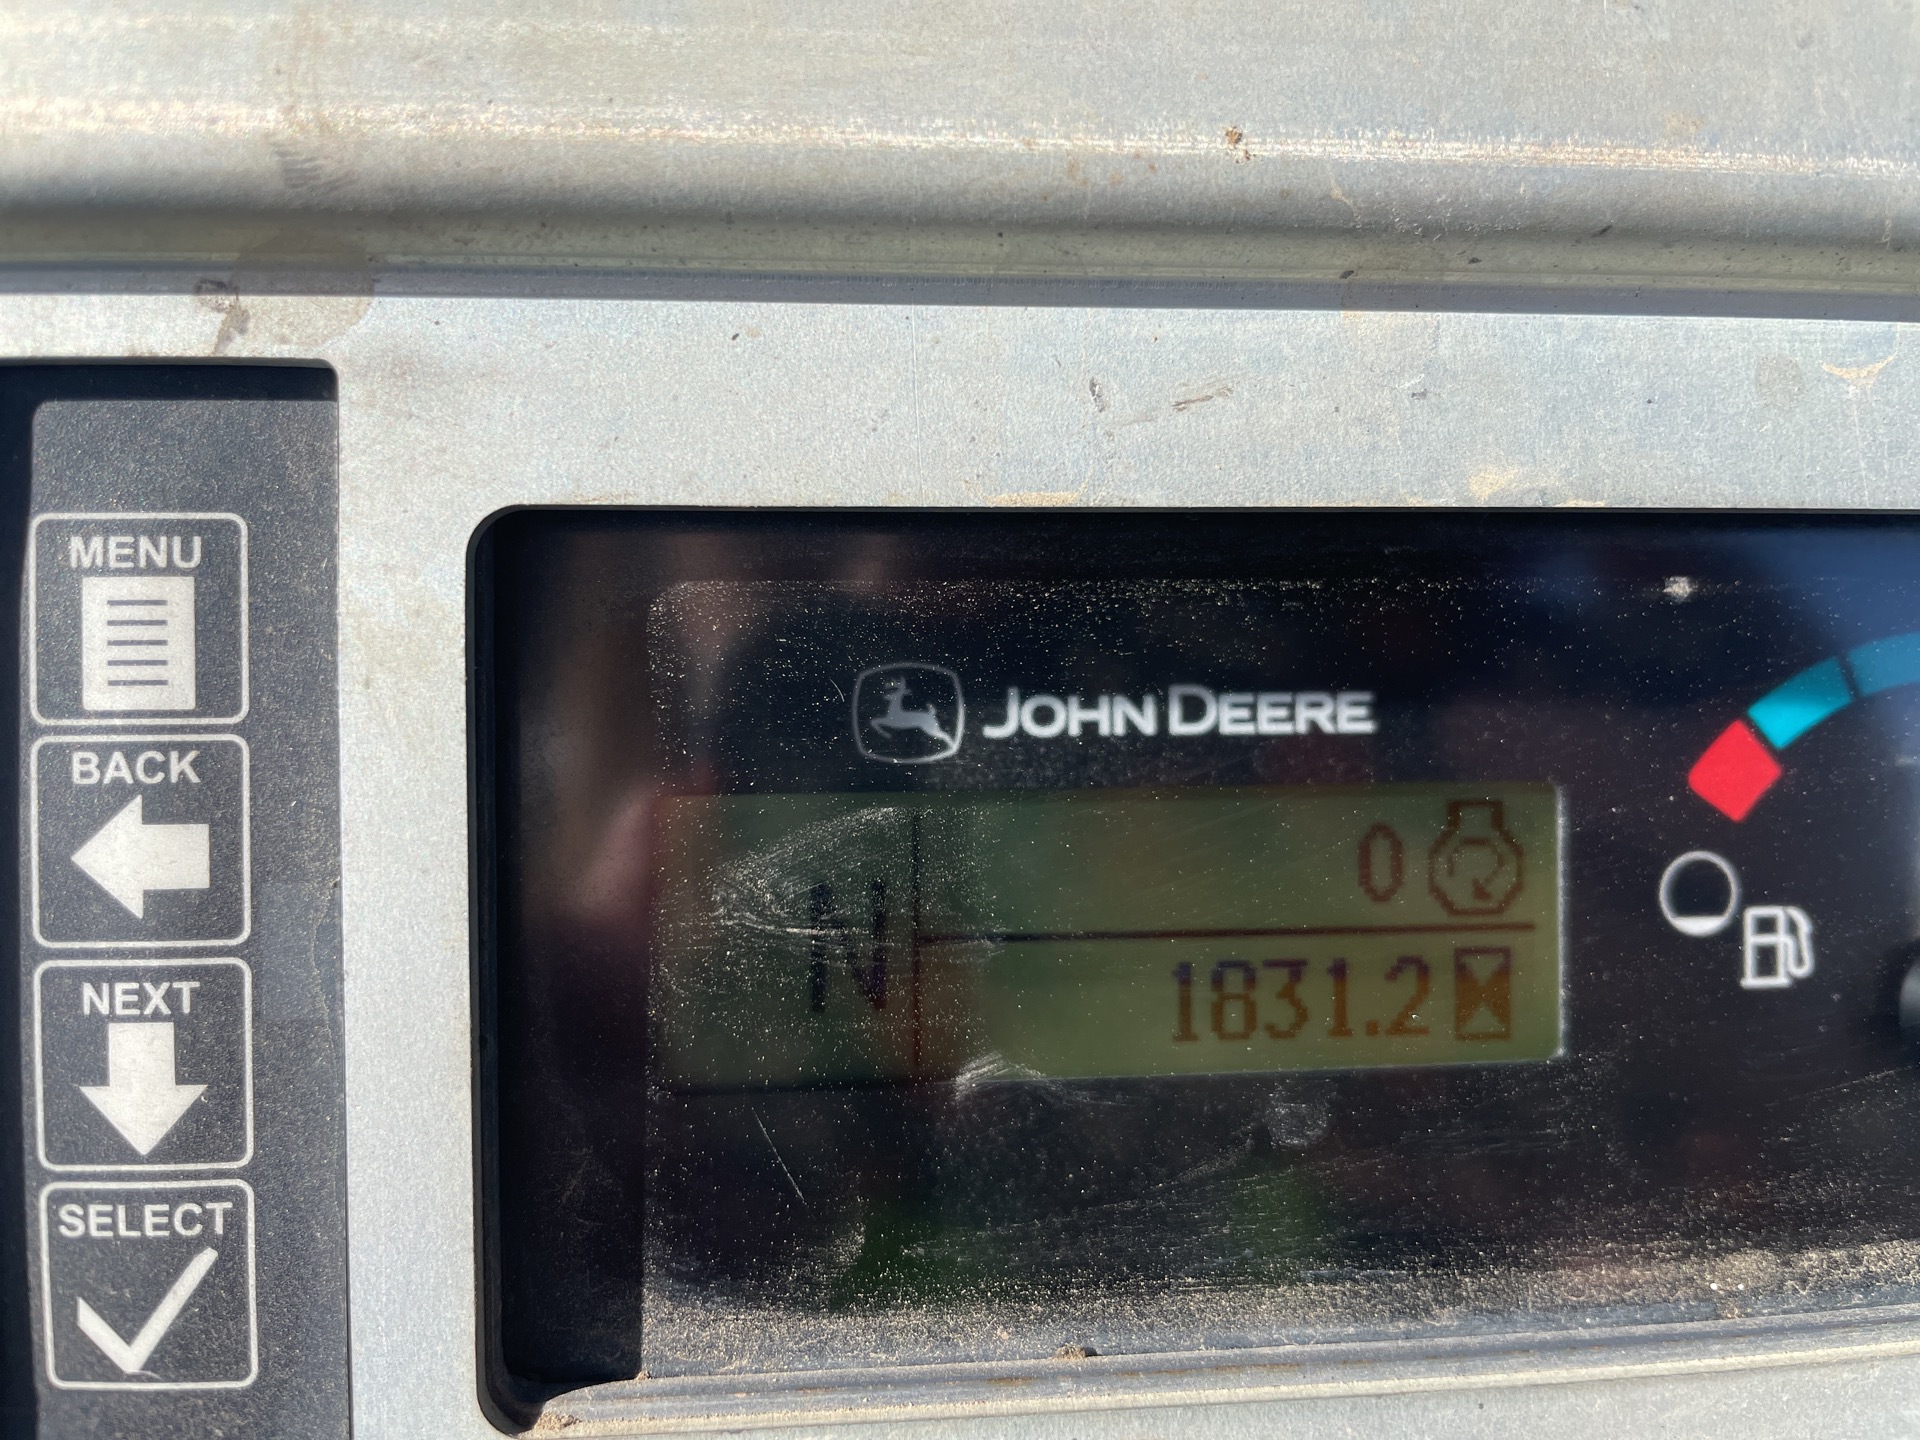 MENU
BACK
NEXT
SELECT
JOHN DEERE
N
0
1831.2